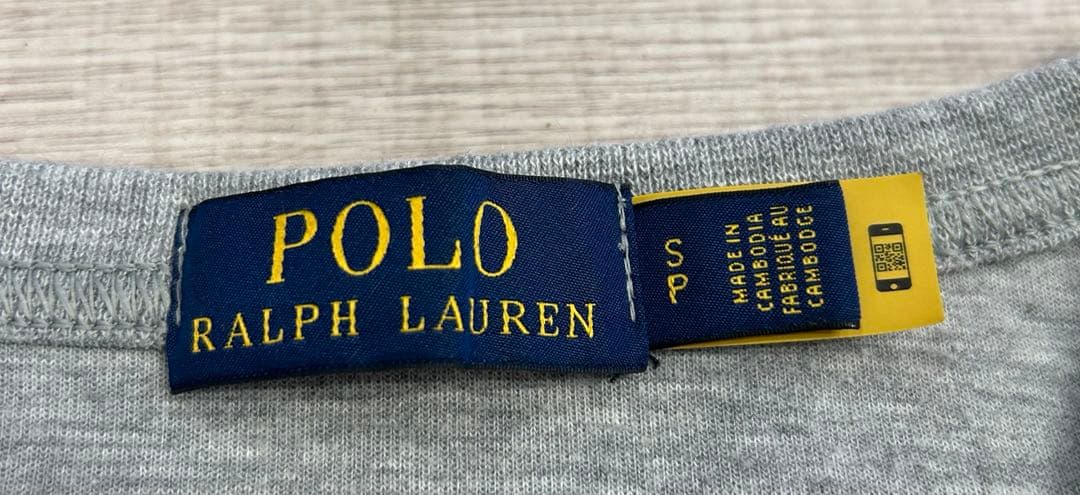 POLO
RALPH LAUREN
S
P
MADE IN
CAMBODIA
FABRIQUÉ AU
CAMBODGE